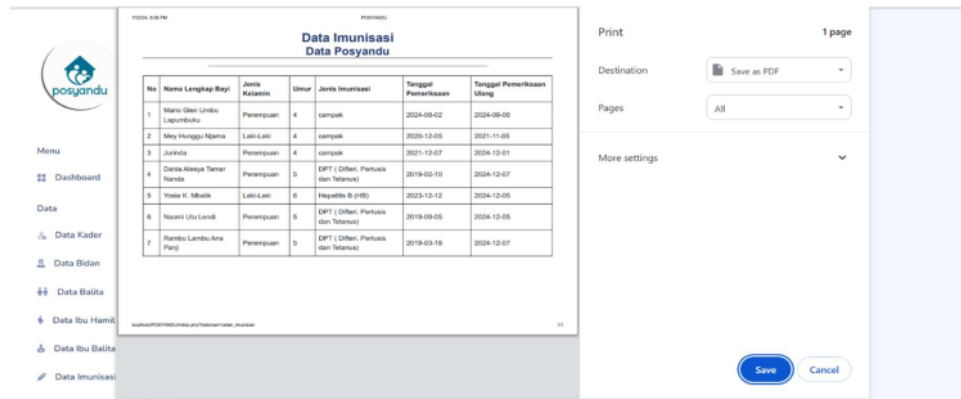 POSYANDU
Data Imunisasi
Data Posyandu
No Nama Lengkap Bayi Jenis Kelamin Umur Jenis Imunisasi Tanggal Pemeriksaan Tanggal Pemeriksaan Ulang
1 Mario Glen Umbu Lapumbuku Perempuan 4 campak 2024-08-02 2024-09-06
2 Mey Hunggu Njama Laki-Laki 4 campak 2020-12-05 2021-11-05
3 Jurinda Perempuan 4 campak 2021-12-07 2024-12-01
4 Dania Alesya Tamar Nanda Perempuan 5 DPT ( Difteri, Pertusis dan Tetanus) 2019-02-10 2024-12-07
5 Yosia K. Mbalik Laki-Laki 6 Hepatitis B (HB) 2023-12-12 2024-12-05
6 Naomi Utu Lendi Perempuan 5 DPT ( Difteri, Pertusis dan Tetanus) 2019-09-05 2024-12-05
7 Rambu Lambu Ana Panji Perempuan 5 DPT ( Difteri, Pertusis dan Tetanus) 2019-03-18 2024-12-07
1/1
posyandu
Menu
Dashboard
Data
Data Kader
Data Bidan
Data Balita
Data Ibu Hamil
Data Ibu Balita
Data Imunisasi
Print 1 page
Destination Save as PDF
Pages All
More settings
Save Cancel